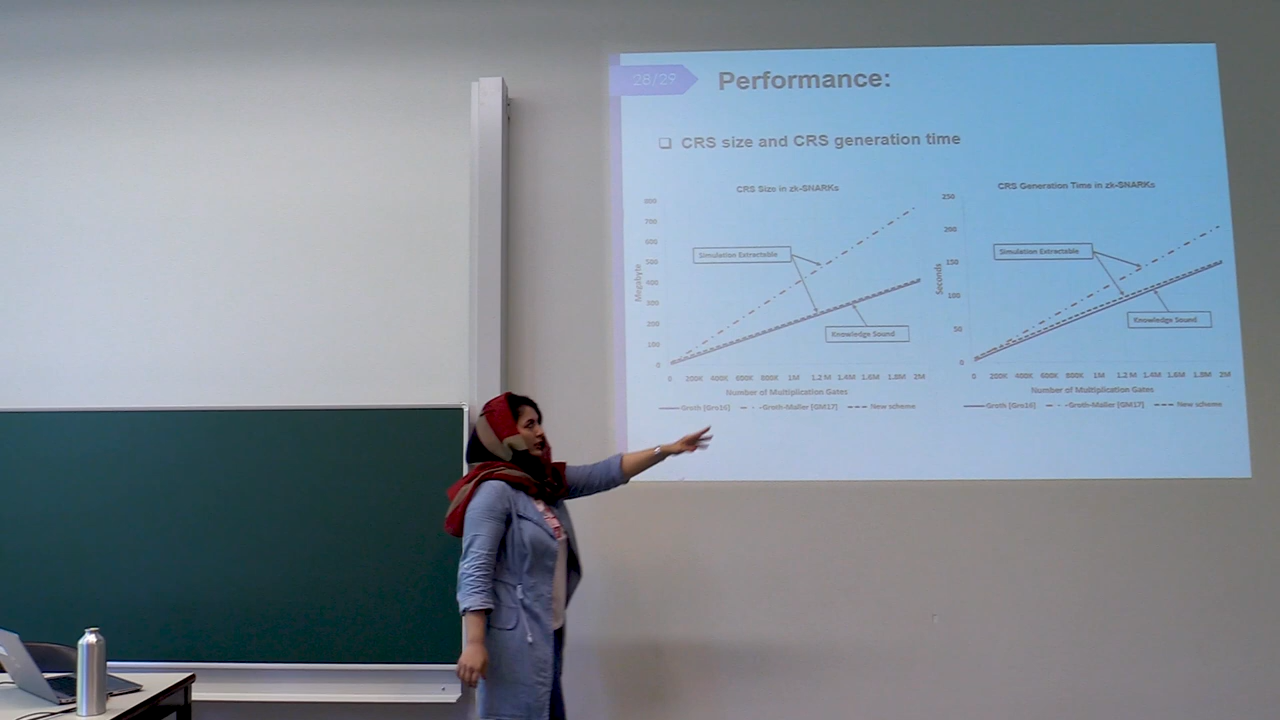 28/29
Performance:
❑ CRS size and CRS generation time
CRS Size in zk-SNARKs
800
700
600
500
400
300
200
100
0
Megabyte
Simulation Extractable
Knowledge Sound
0 200K 400K 600K 800K 1M 1.2 M 1.4M 1.6M 1.8M 2M
Number of Multiplication Gates
Groth [Gro16] Groth-Maller [GM17] New scheme
CRS Generation Time in zk-SNARKs
250
200
150
100
50
0
Seconds
Simulation Extractable
Knowledge Sound
0 200K 400K 600K 800K 1M 1.2 M 1.4M 1.6M 1.8M 2M
Number of Multiplication Gates
Groth [Gro16] Groth-Maller [GM17] New scheme